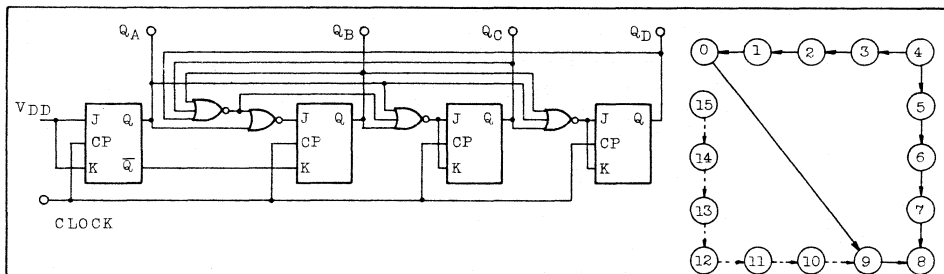 QA QB QC QD
VDD
J Q
CP
K Q̅
J Q
CP
K
J Q
CP
K
J Q
CP
K
CLOCK
0 1 2 3 4
15 5
14 6
13 7
12 11 10 9 8